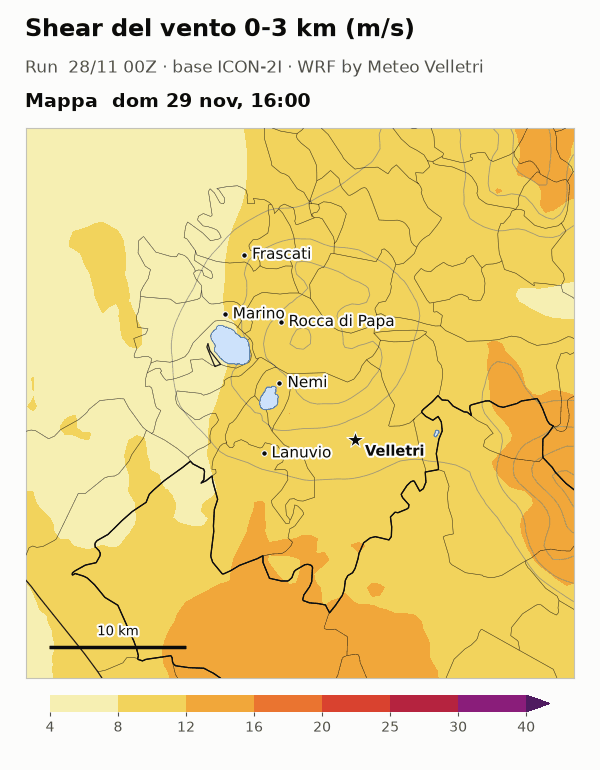 Shear del vento 0-3 km (m/s)
Run  28/11 00Z · base ICON-2I · WRF by Meteo Velletri
Mappa  dom 29 nov, 16:00
Frascati
Marino
Rocca di Papa
Nemi
Velletri
Lanuvio
10 km
4 8 12 16 20 25 30 40